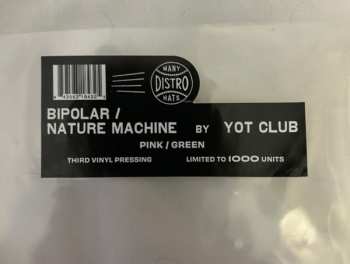 MANY
DISTRO
HATS
BIPOLAR /
NATURE MACHINE BY YOT CLUB
PINK / GREEN
THIRD VINYL PRESSING LIMITED TO 1000 UNITS